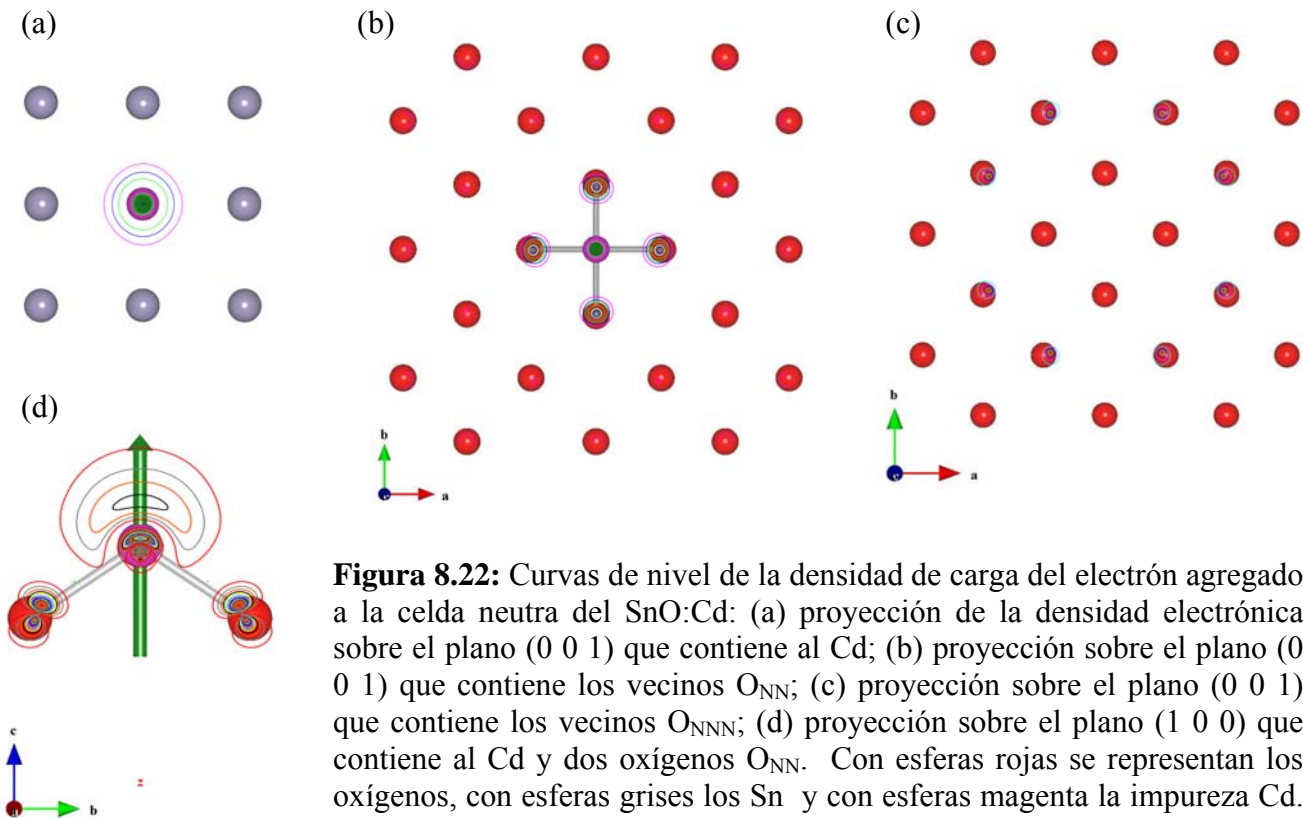 (a)
(b)
(c)
b
a
b
a
(d)
c
b
Figura 8.22: Curvas de nivel de la densidad de carga del electrón agregado
a la celda neutra del SnO:Cd: (a) proyección de la densidad electrónica
sobre el plano (0 0 1) que contiene al Cd; (b) proyección sobre el plano (0
0 1) que contiene los vecinos O_NN; (c) proyección sobre el plano (0 0 1)
que contiene los vecinos O_NNN; (d) proyección sobre el plano (1 0 0) que
contiene al Cd y dos oxígenos O_NN. Con esferas rojas se representan los
oxígenos, con esferas grises los Sn y con esferas magenta la impureza Cd.